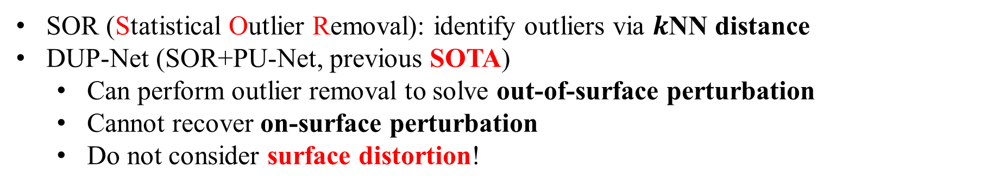 • SOR (Statistical Outlier Removal): identify outliers via kNN distance
• DUP-Net (SOR+PU-Net, previous SOTA)
• Can perform outlier removal to solve out-of-surface perturbation
• Cannot recover on-surface perturbation
• Do not consider surface distortion!